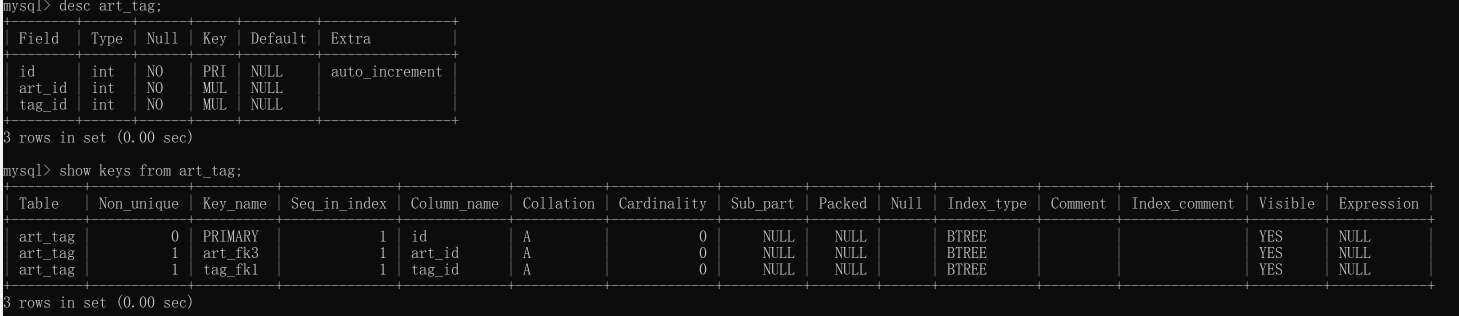 mysql> desc art_tag;
+--------+------+------+-----+---------+----------------+
| Field  | Type | Null | Key | Default | Extra          |
+--------+------+------+-----+---------+----------------+
| id     | int  | NO   | PRI | NULL    | auto_increment |
| art_id | int  | NO   | MUL | NULL    |                |
| tag_id | int  | NO   | MUL | NULL    |                |
+--------+------+------+-----+---------+----------------+
3 rows in set (0.00 sec)
mysql> show keys from art_tag;
+---------+------------+----------+--------------+-------------+-----------+-------------+----------+--------+------+------------+---------+---------------+---------+------------+
| Table   | Non_unique | Key_name | Seq_in_index | Column_name | Collation | Cardinality | Sub_part | Packed | Null | Index_type | Comment | Index_comment | Visible | Expression |
+---------+------------+----------+--------------+-------------+-----------+-------------+----------+--------+------+------------+---------+---------------+---------+------------+
| art_tag |          0 | PRIMARY  |            1 | id          | A         |           0 |     NULL |   NULL |      | BTREE      |         |               | YES     | NULL       |
| art_tag |          1 | art_fk3  |            1 | art_id      | A         |           0 |     NULL |   NULL |      | BTREE      |         |               | YES     | NULL       |
| art_tag |          1 | tag_fk1  |            1 | tag_id      | A         |           0 |     NULL |   NULL |      | BTREE      |         |               | YES     | NULL       |
+---------+------------+----------+--------------+-------------+-----------+-------------+----------+--------+------+------------+---------+---------------+---------+------------+
3 rows in set (0.00 sec)